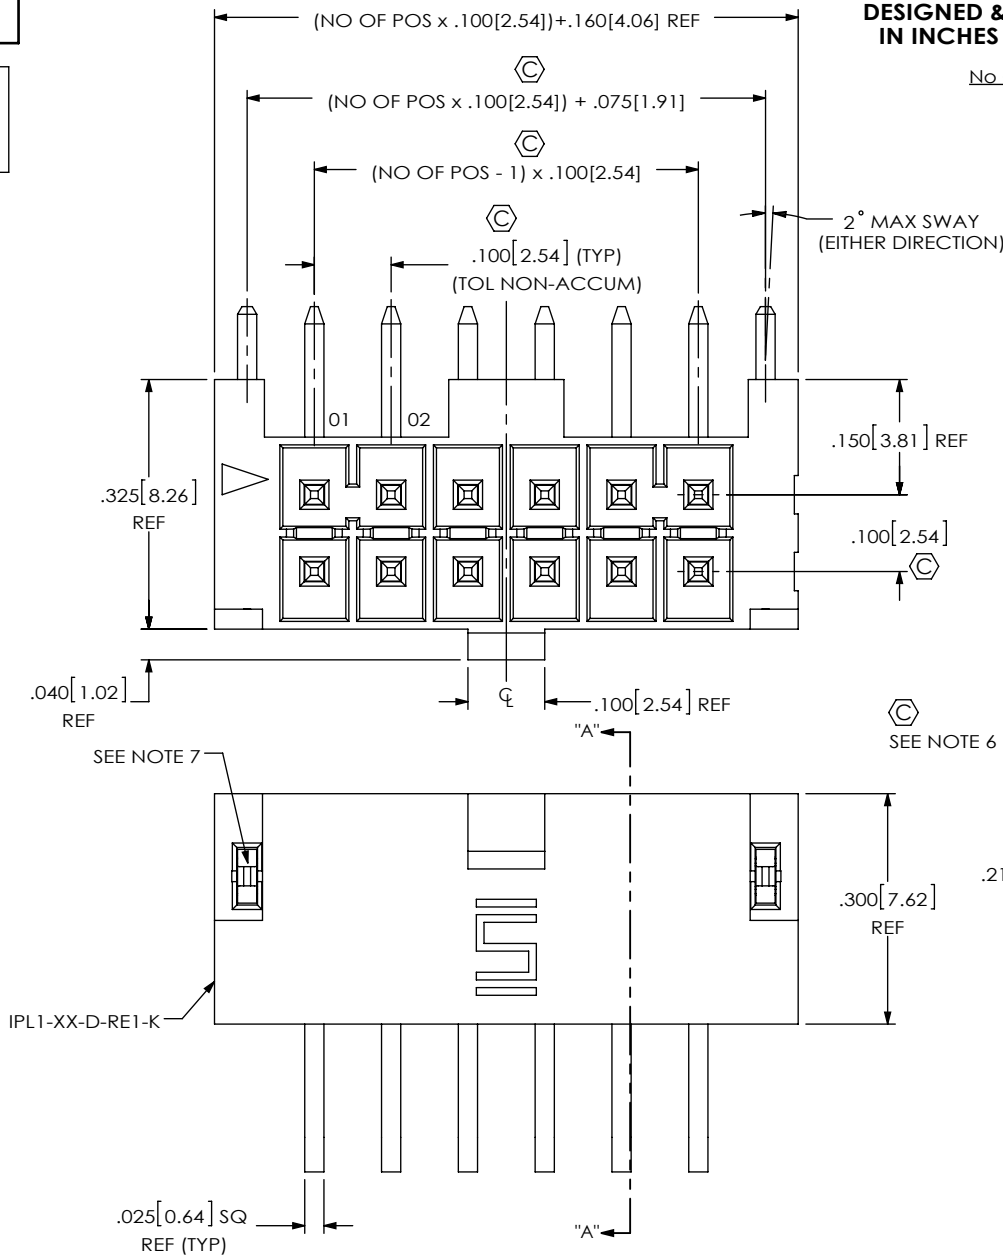 (NO OF POS x .100[2.54])+.160[4.06] REF
DESIGNED &
IN INCHES
No
C
(NO OF POS x .100[2.54]) + .075[1.91]
C
(NO OF POS - 1) x .100[2.54]
C
.100[2.54] (TYP)
(TOL NON-ACCUM)
2° MAX SWAY
(EITHER DIRECTION)
01
02
.150[3.81] REF
.325[8.26]
REF
.100[2.54]
C
.040[1.02]
REF
℄
.100[2.54] REF
"A"
C
SEE NOTE 6
SEE NOTE 7
.21
.300[7.62]
REF
IPL1-XX-D-RE1-K
.025[0.64] SQ
REF (TYP)
"A"